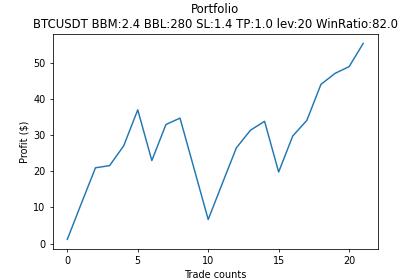 Portfolio
BTCUSDT BBM:2.4 BBL:280 SL:1.4 TP:1.0 lev:20 WinRatio:82.0
50
40
30
20
10
0
Profit ($)
0 5 10 15 20
Trade counts